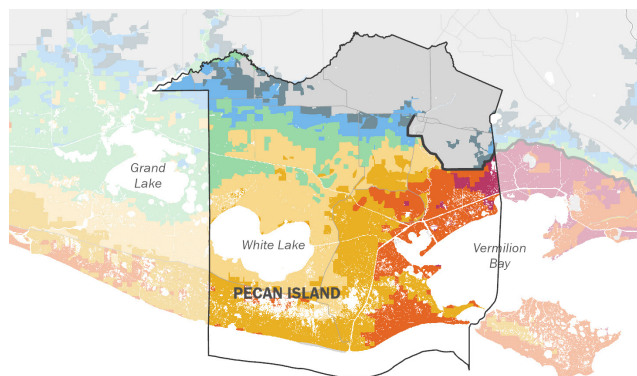 Grand
Lake
White Lake
Vermilion
Bay
PECAN ISLAND